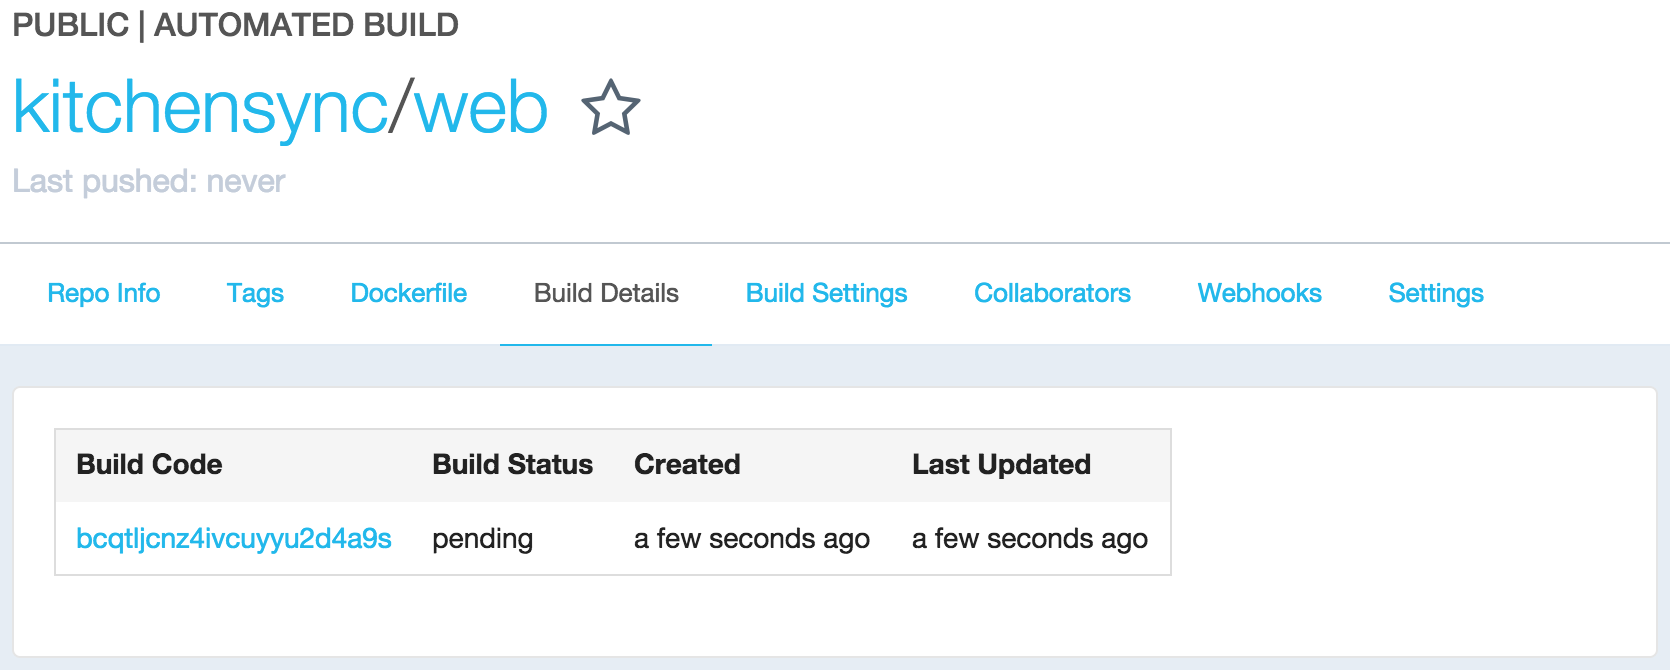 PUBLIC | AUTOMATED BUILD
kitchensync/web
Last pushed: never
Repo Info Tags Dockerfile Build Details Build Settings Collaborators Webhooks Settings
Build Code Build Status Created Last Updated
bcqtljcnz4ivcuyyu2d4a9s pending a few seconds ago a few seconds ago